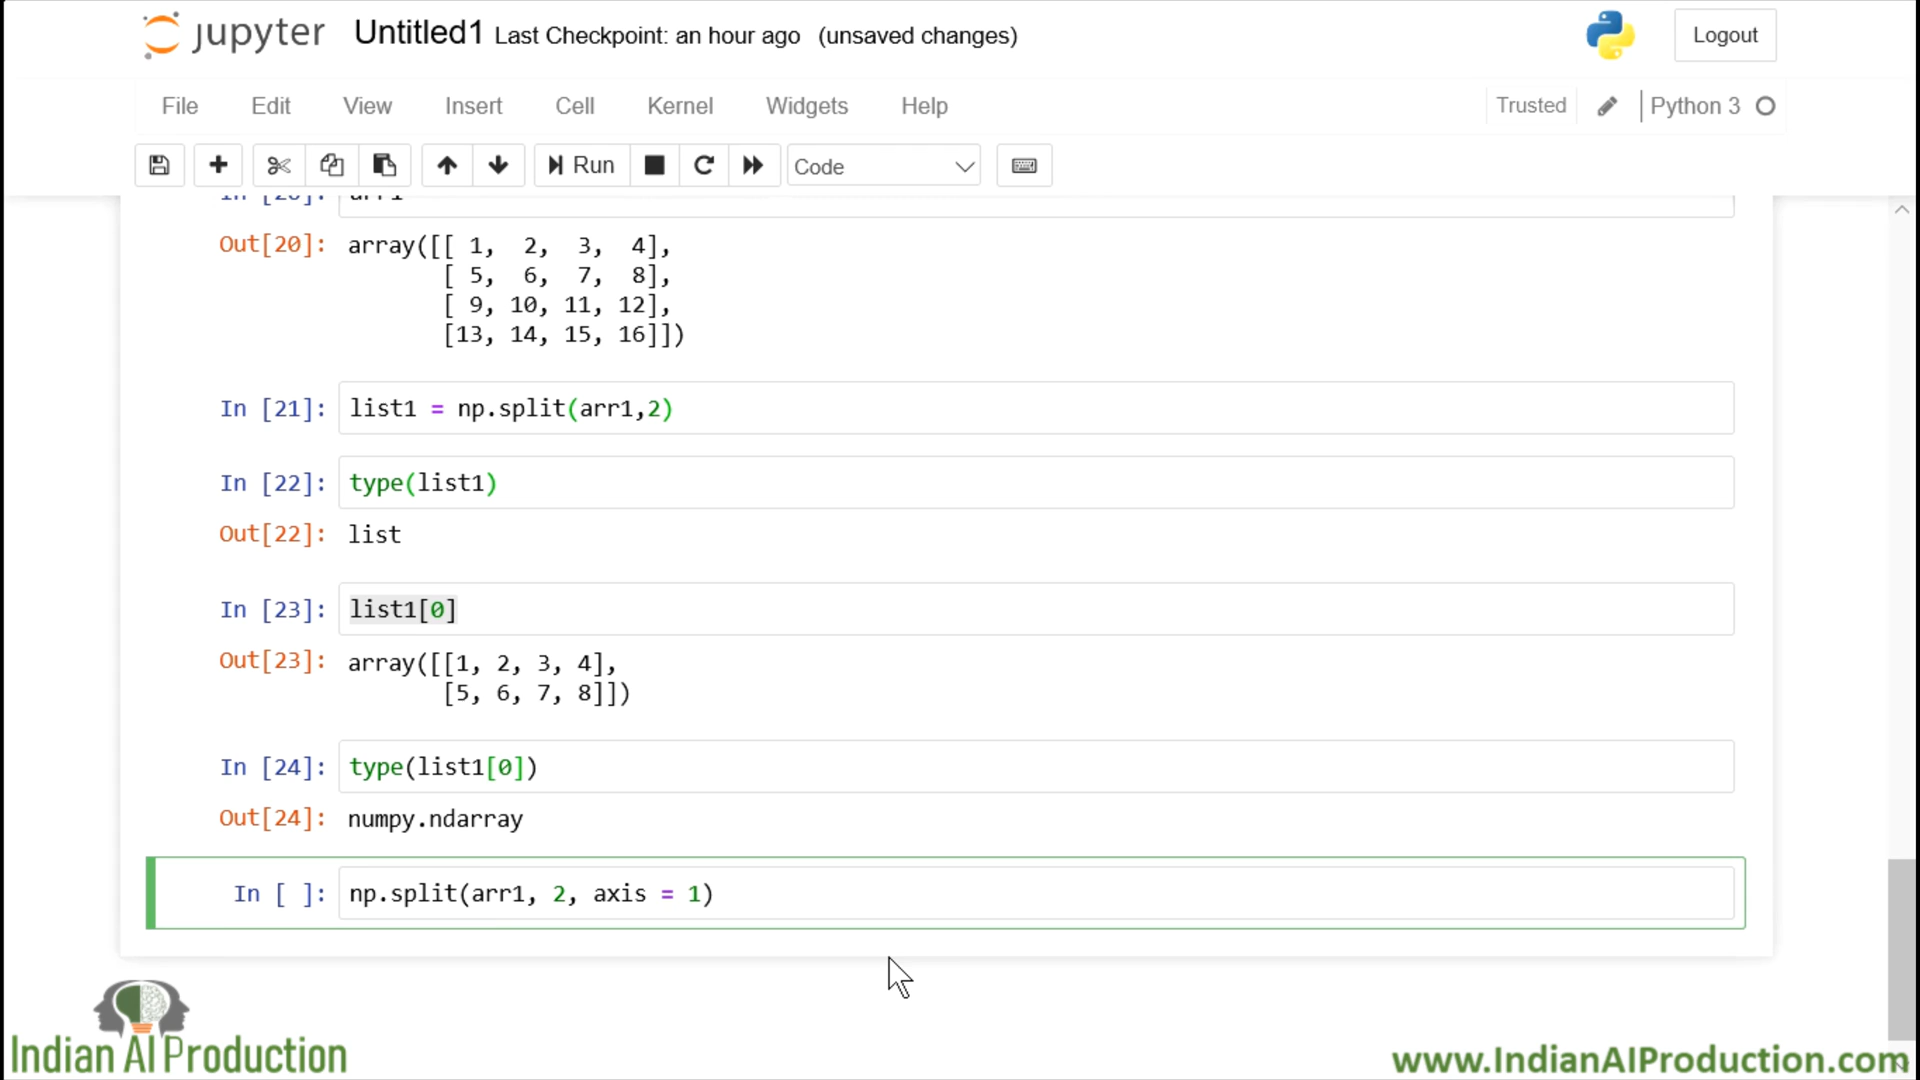 jupyter Untitled1 Last Checkpoint: an hour ago (unsaved changes) Logout
File Edit View Insert Cell Kernel Widgets Help Trusted Python 3
Run Code
Out[20]: array([[ 1, 2, 3, 4],
[ 5, 6, 7, 8],
[ 9, 10, 11, 12],
[13, 14, 15, 16]])
In [21]: list1 = np.split(arr1,2)
In [22]: type(list1)
Out[22]: list
In [23]: list1[0]
Out[23]: array([[1, 2, 3, 4],
[5, 6, 7, 8]])
In [24]: type(list1[0])
Out[24]: numpy.ndarray
In [ ]: np.split(arr1, 2, axis = 1)
Indian AI Production
www.IndianAIProduction.com